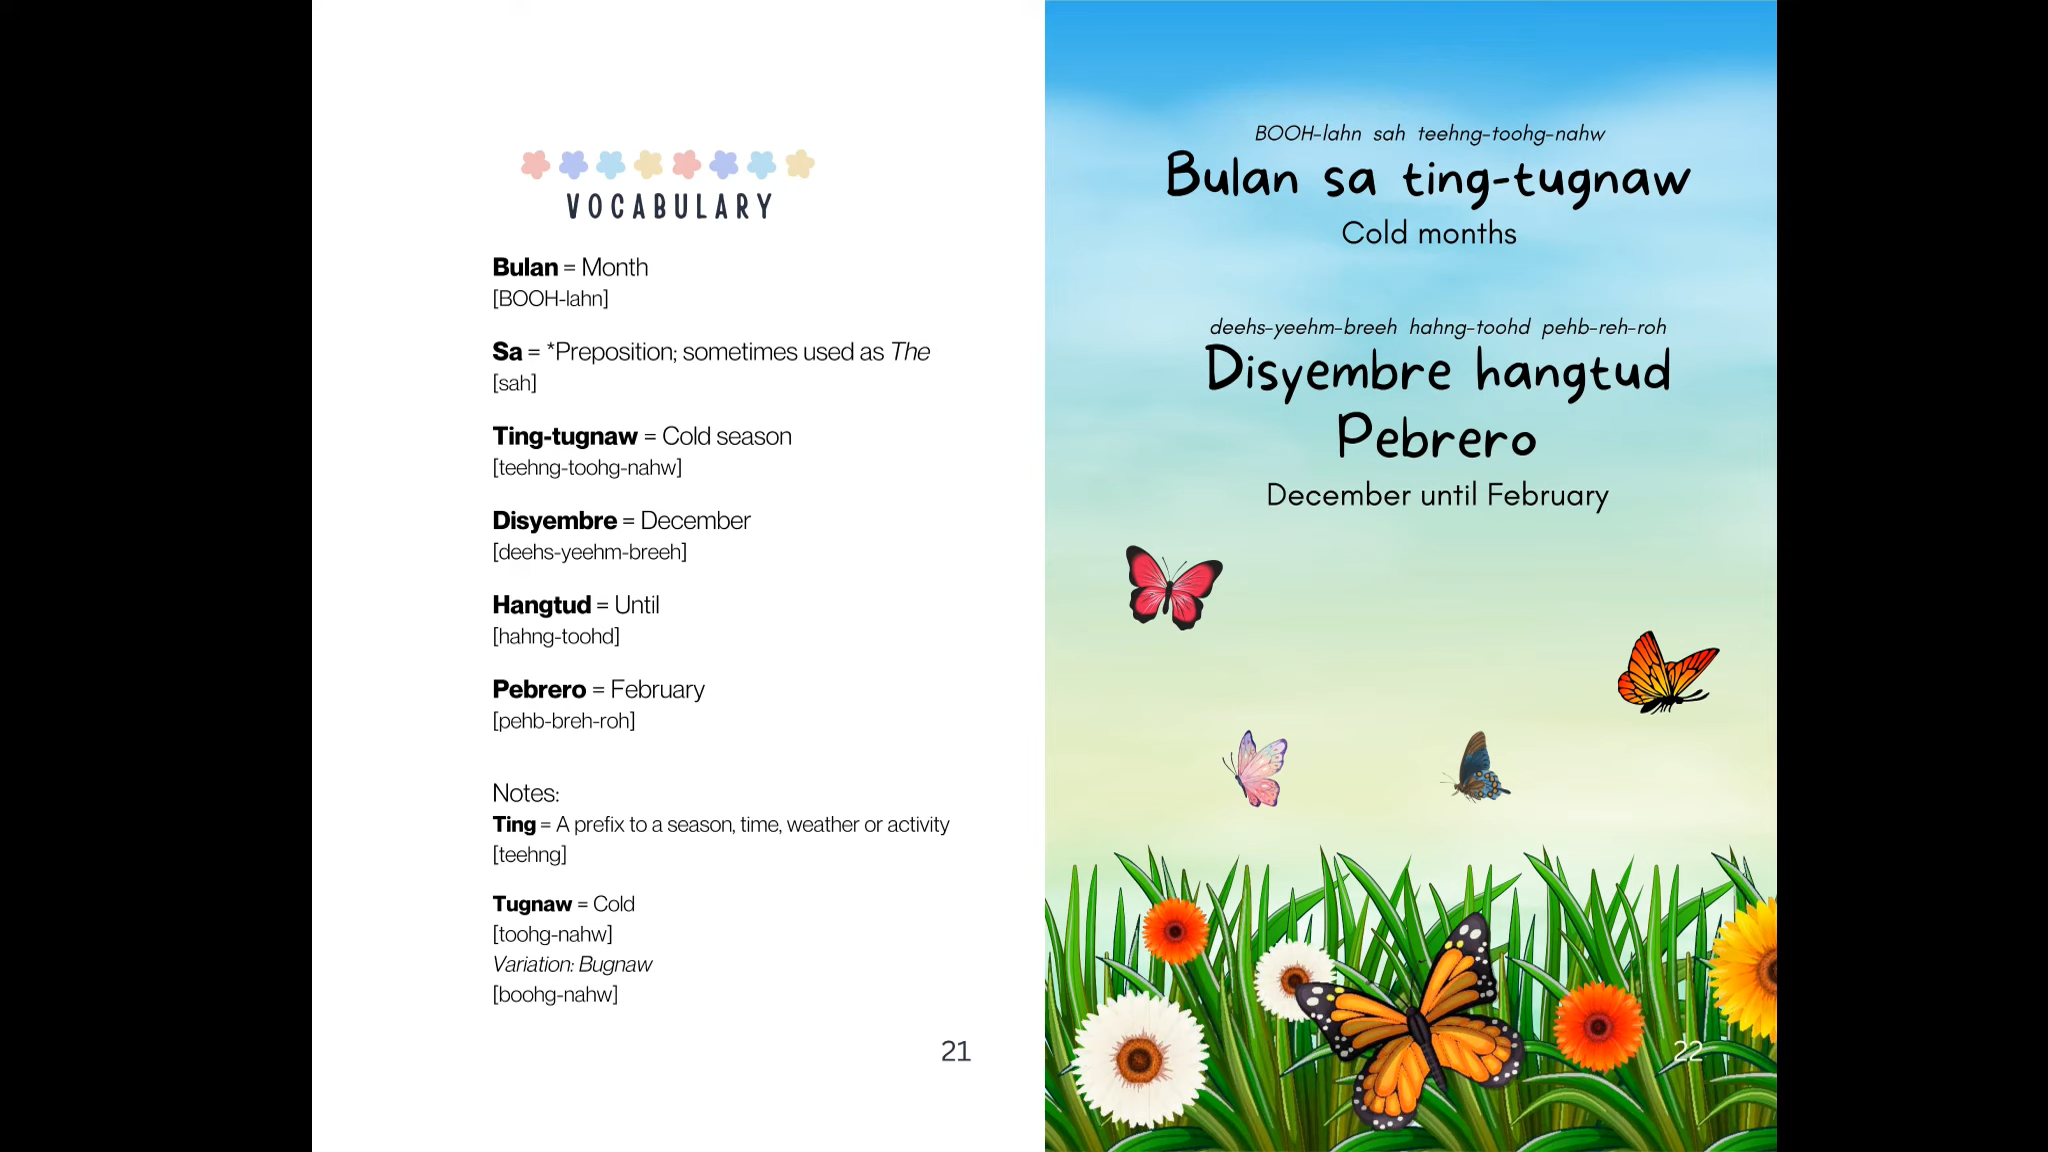 VOCABULARY
Bulan = Month
[BOOH-lahn]
Sa = *Preposition; sometimes used as The
[sah]
Ting-tugnaw = Cold season
[teehng-toohg-nahw]
Disyembre = December
[deehs-yeehm-breeh]
Hangtud = Until
[hahng-toohd]
Pebrero = February
[pehb-breh-roh]
Notes:
Ting = A prefix to a season, time, weather or activity
[teehng]
Tugnaw = Cold
[toohg-nahw]
Variation: Bugnaw
[boohg-nahw]
21
BOOH-lahn sah teehng-toohg-nahw
Bulan sa ting-tugnaw
Cold months
deehs-yeehm-breeh hahng-toohd pehb-reh-roh
Disyembre hangtud
Pebrero
December until February
22